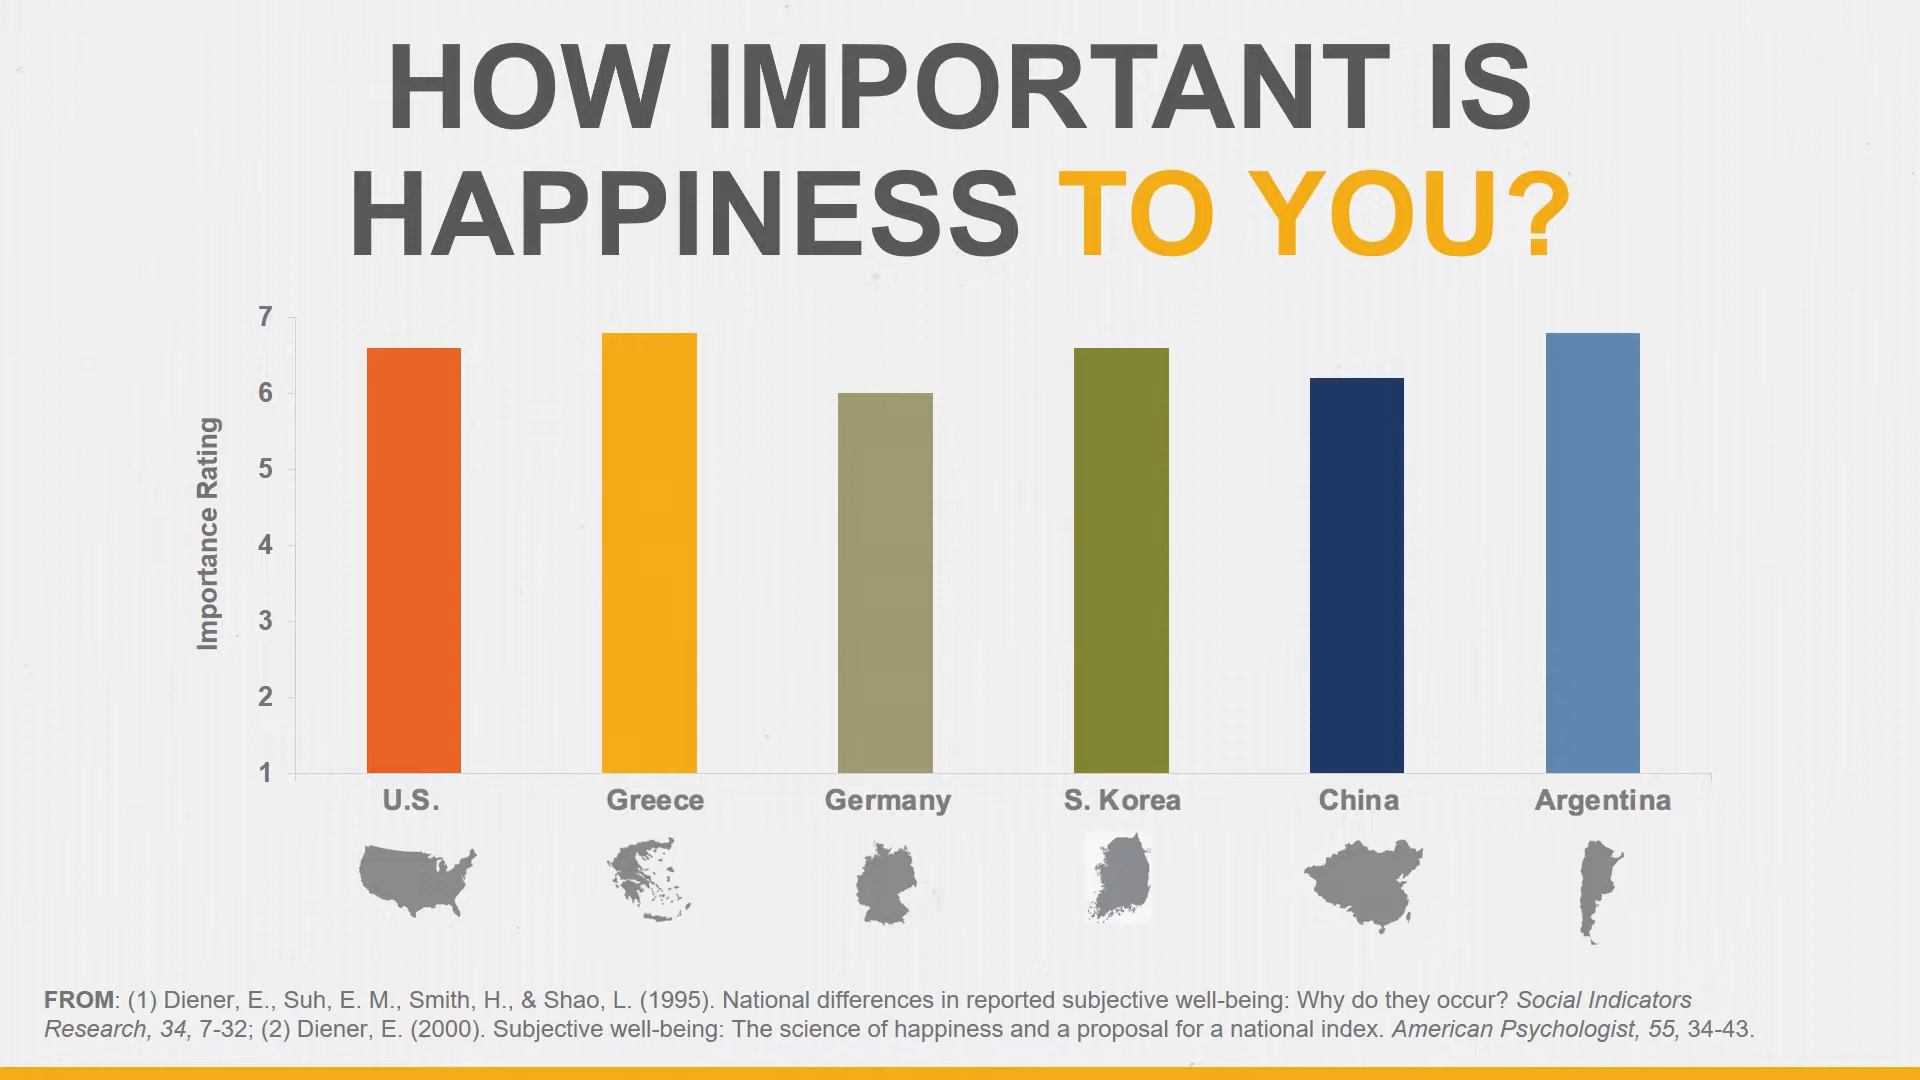 HOW IMPORTANT IS
HAPPINESS TO YOU?
7
6
5
4
3
2
1
Importance Rating
U.S. Greece Germany S. Korea China Argentina
FROM: (1) Diener, E., Suh, E. M., Smith, H., & Shao, L. (1995). National differences in reported subjective well-being: Why do they occur? Social Indicators
Research, 34, 7-32; (2) Diener, E. (2000). Subjective well-being: The science of happiness and a proposal for a national index. American Psychologist, 55, 34-43.